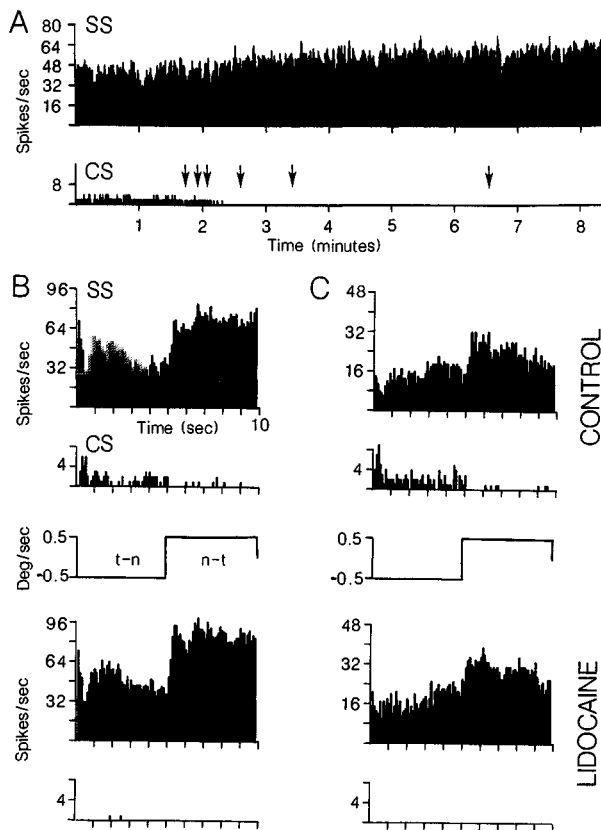 A
SS
80
64
48
32
16
Spikes/sec
CS
8
1 2 3 4 5 6 7 8
Time (minutes)
B
SS
96
64
32
Spikes/sec
Time (sec) 10
CS
4
0.5
-0.5
Deg/sec
t-n n-t
96
64
32
Spikes/sec
4
C
48
32
16
4
0.5
-0.5
48
32
16
4
CONTROL
LIDOCAINE